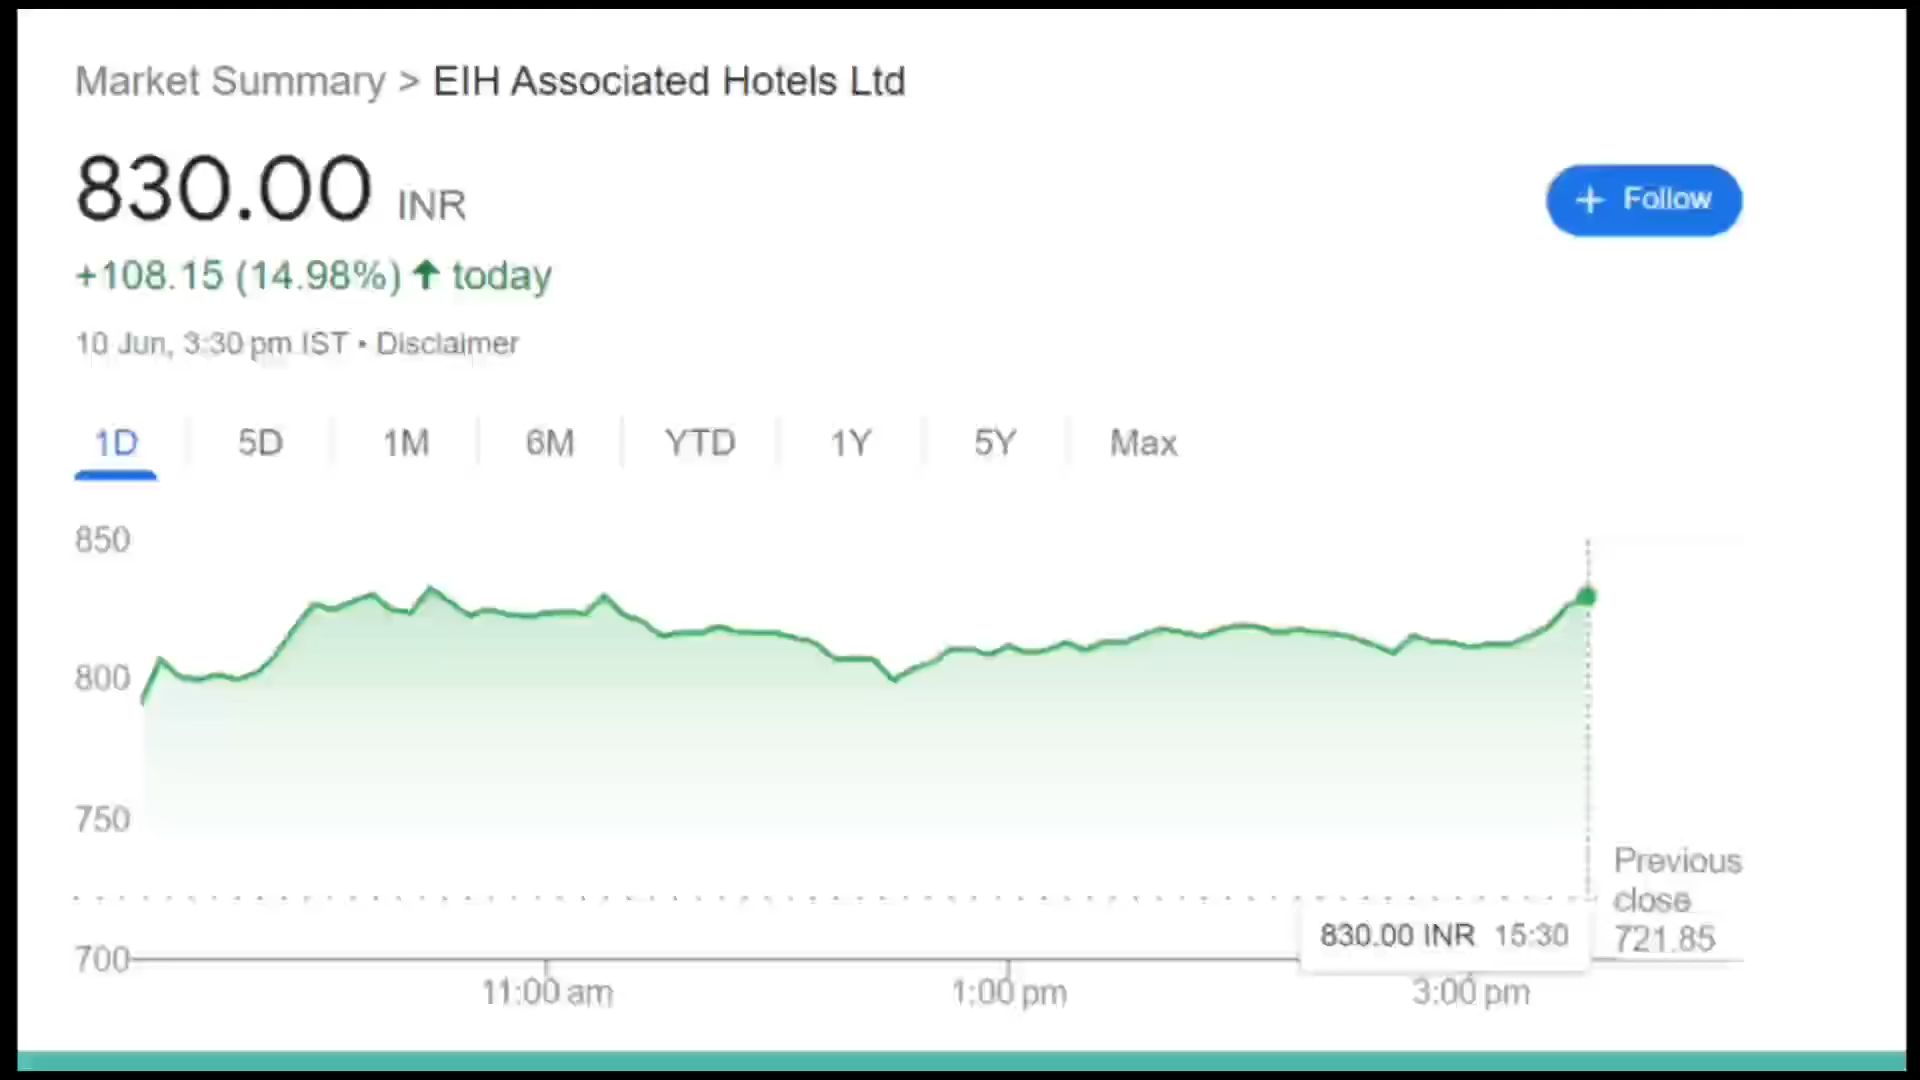 Market Summary > EIH Associated Hotels Ltd
830.00 INR
+ Follow
+108.15 (14.98%) ↑ today
10 Jun, 3:30 pm IST • Disclaimer
1D 5D 1M 6M YTD 1Y 5Y Max
850
800
750
Previous
close
721.85
830.00 INR 15:30
700
11:00 am 1:00 pm 3:00 pm